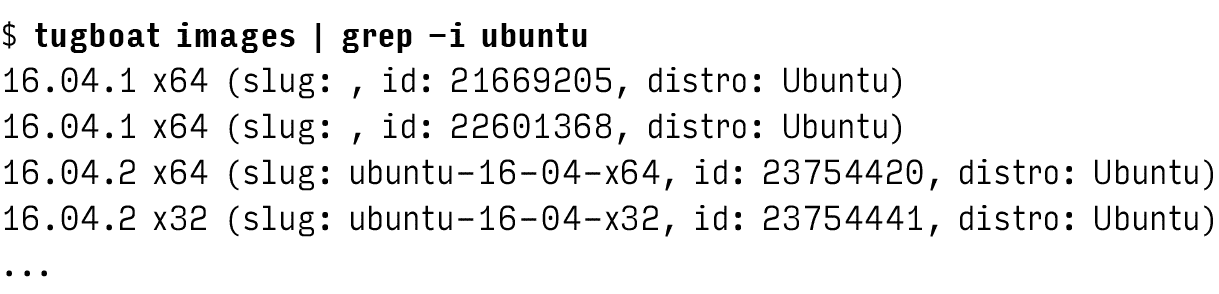 $ tugboat images | grep -i ubuntu
16.04.1 x64 (slug: , id: 21669205, distro: Ubuntu)
16.04.1 x64 (slug: , id: 22601368, distro: Ubuntu)
16.04.2 x64 (slug: ubuntu-16-04-x64, id: 23754420, distro: Ubuntu)
16.04.2 x32 (slug: ubuntu-16-04-x32, id: 23754441, distro: Ubuntu)
...